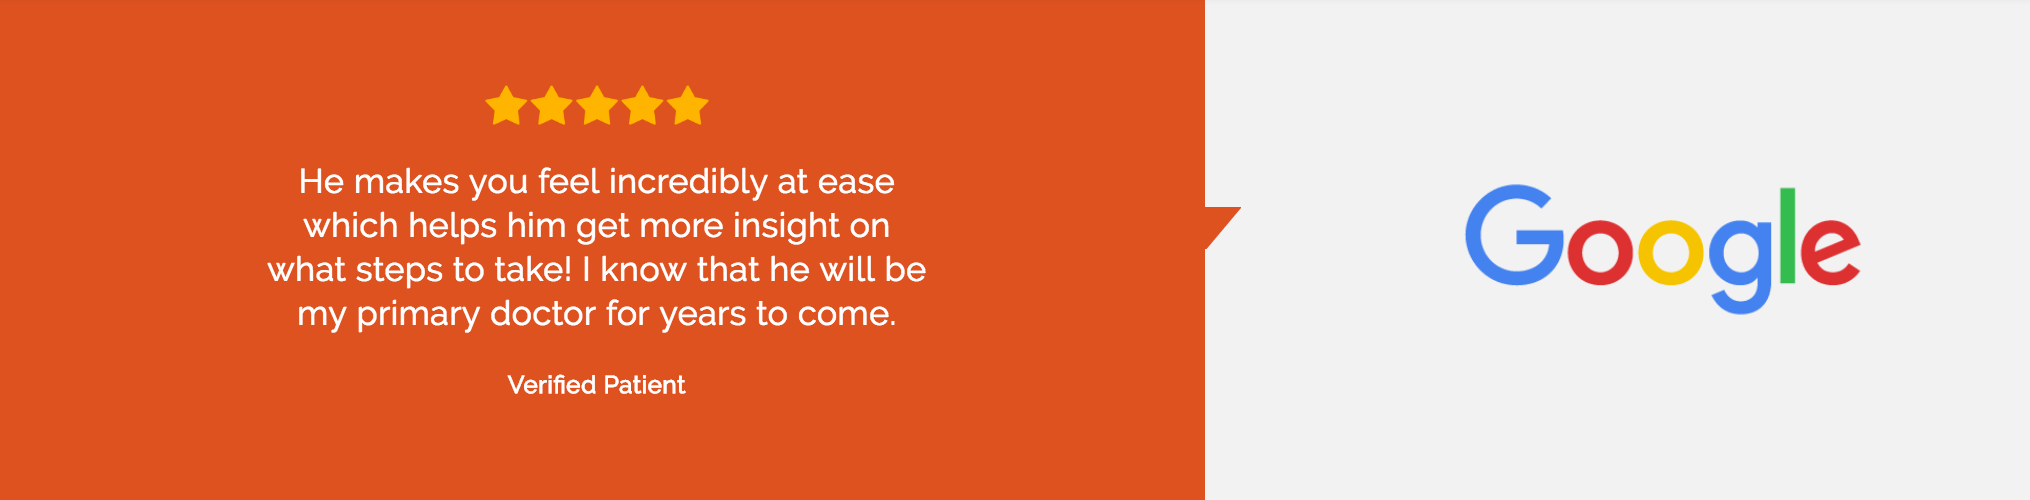 He makes you feel incredibly at ease
which helps him get more insight on
what steps to take! I know that he will be
my primary doctor for years to come.
Verified Patient
Google